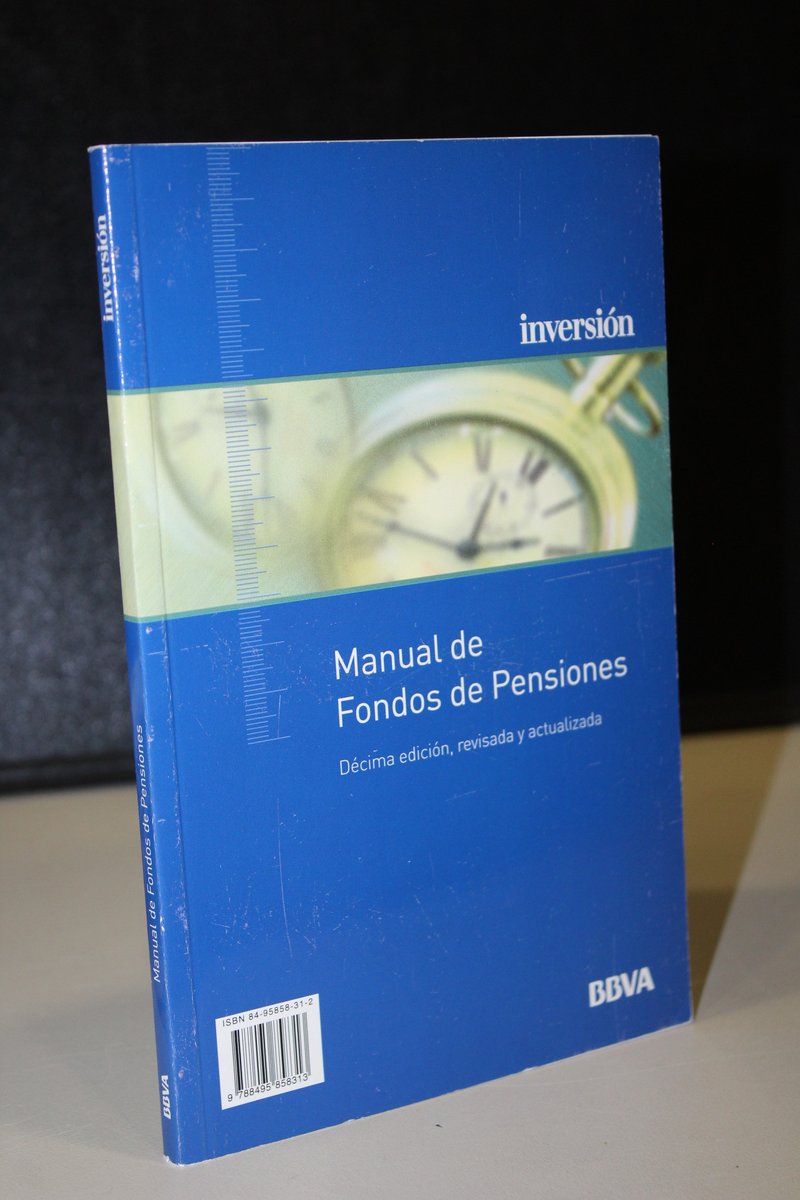 inversión
Manual de
Fondos de Pensiones
Décima edición, revisada y actualizada
BBVA
ISBN 84-95858-31-2
9 788495 858313
inversión
Manual de Fondos de Pensiones
BBVA